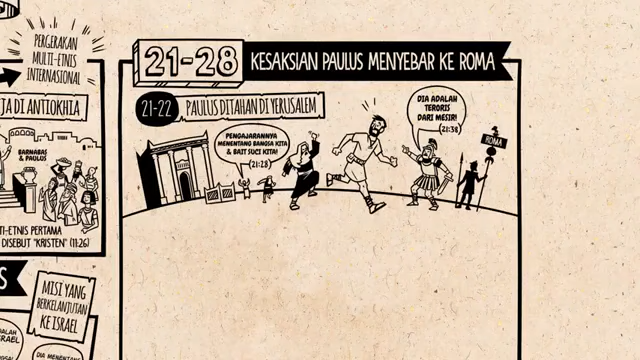 PERGERAKAN
MULTI-ETNIS
INTERNASIONAL
JA DI ANTIOKHIA
BARNABAS
& PAULUS
TI-ETNIS PERTAMA
DISEBUT "KRISTEN" (11:26)
S
MISI YANG
BERKELANJUTAN
KE ISRAEL
21-28 KESAKSIAN PAULUS MENYEBAR KE ROMA
21-22 PAULUS DITAHAN DI YERUSALEM
PENGAJARANNYA
MENENTANG BANGSA KITA
& BAIT SUCI KITA!
(21:28)
DIA ADALAH
TERORIS
DARI MESIR!
(21:38)
ROMA
DIA MENENTANG